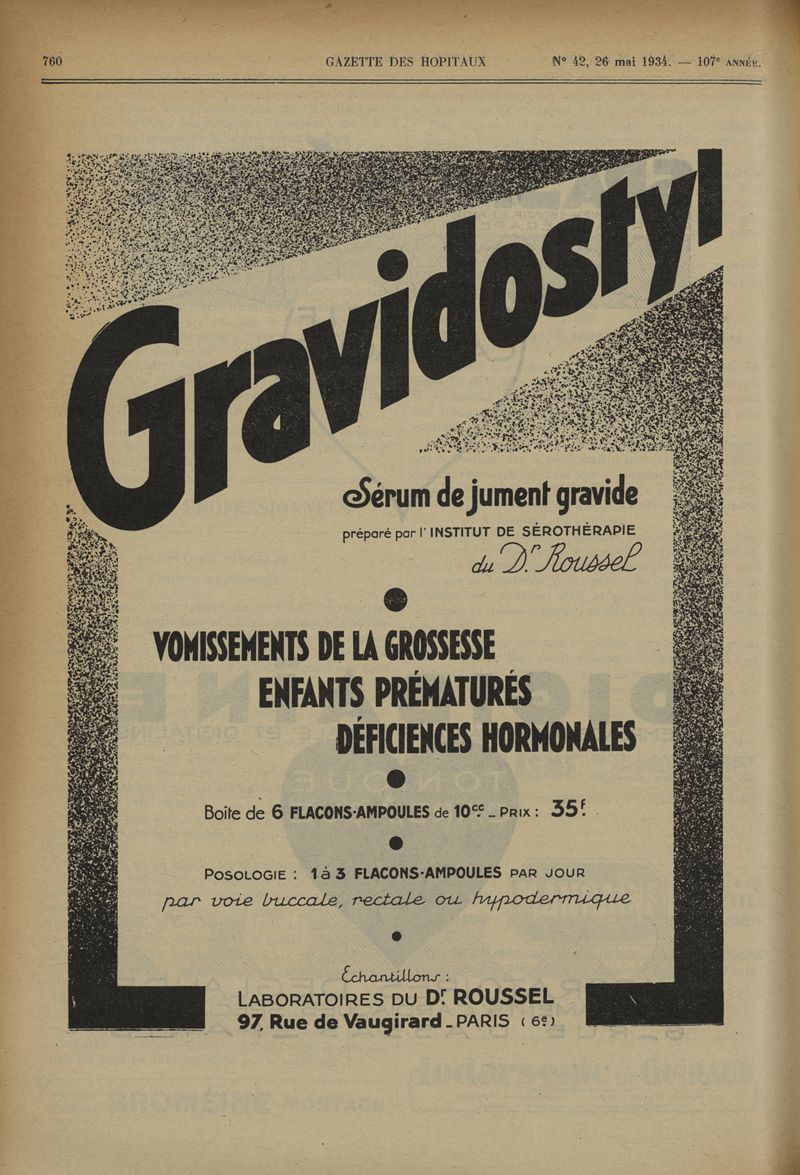 760 GAZETTE DES HOPITAUX N° 42, 26 mai 1934. — 107e ANNÉE.
Gravidostyl
Sérum de jument gravide
préparé par l'INSTITUT DE SÉROTHÉRAPIE
du Dr. Roussel
VOMISSEMENTS DE LA GROSSESSE
ENFANTS PRÉMATURÉS
DÉFICIENCES HORMONALES
Boîte de 6 FLACONS-AMPOULES de 10cc. - PRIX : 35f.
POSOLOGIE : 1 à 3 FLACONS-AMPOULES PAR JOUR
par voie buccale, rectale ou hypodermique
Échantillons :
LABORATOIRES DU Dr. ROUSSEL
97, Rue de Vaugirard - PARIS (6e)